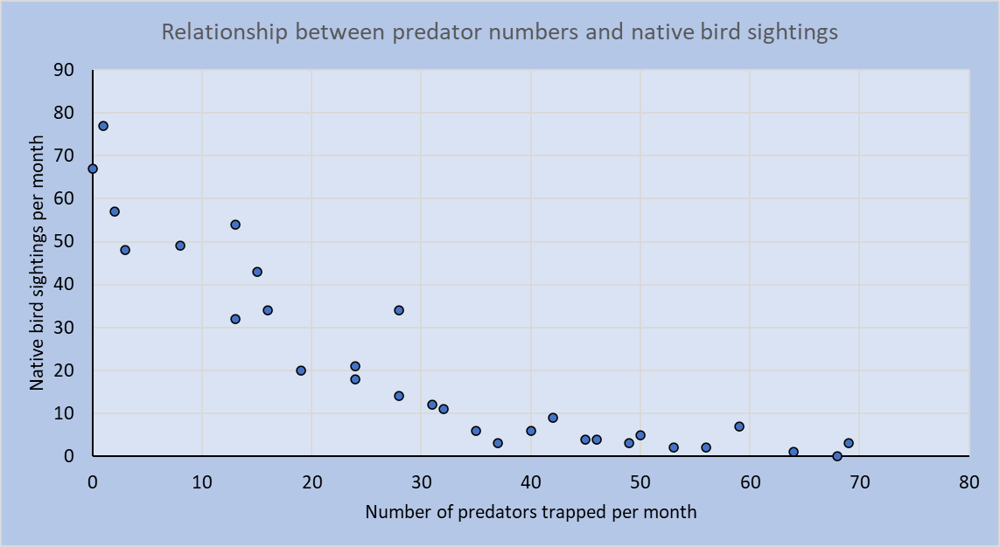 Relationship between predator numbers and native bird sightings
90
80
70
60
50
40
30
20
10
0
Native bird sightings per month
0 10 20 30 40 50 60 70 80
Number of predators trapped per month